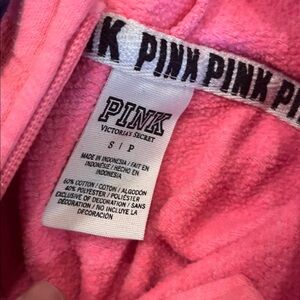 K PINK PINK
PINK
VICTORIA'S SECRET
S | P
MADE IN INDONESIA / FAIT EN
INDONÉSIE / HECHO EN
INDONESIA
60% COTTON / COTON / ALGODÓN
40% POLYESTER / POLIÉSTER
EXCLUSIVE OF DECORATION / SANS
DÉCORATION / NO INCLUYE LA
DECORACIÓN